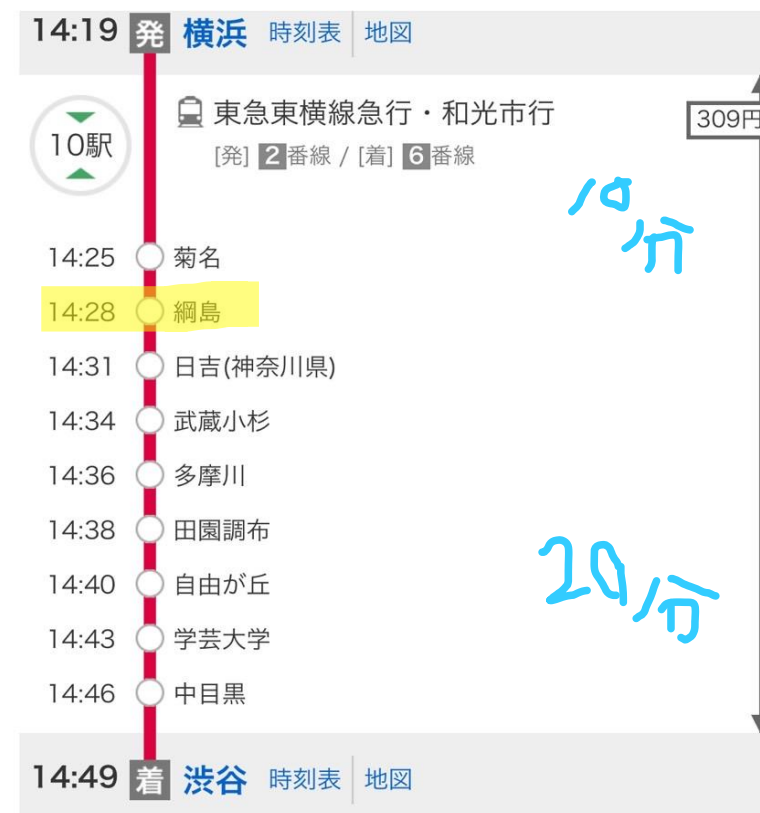 14:19 発 横浜 時刻表 地図
10駅
東急東横線急行・和光市行
309円
[発] 2番線 / [着] 6番線
10分
14:25 菊名
14:28 綱島
14:31 日吉(神奈川県)
14:34 武蔵小杉
14:36 多摩川
14:38 田園調布
14:40 自由が丘
20分
14:43 学芸大学
14:46 中目黒
14:49 着 渋谷 時刻表 地図